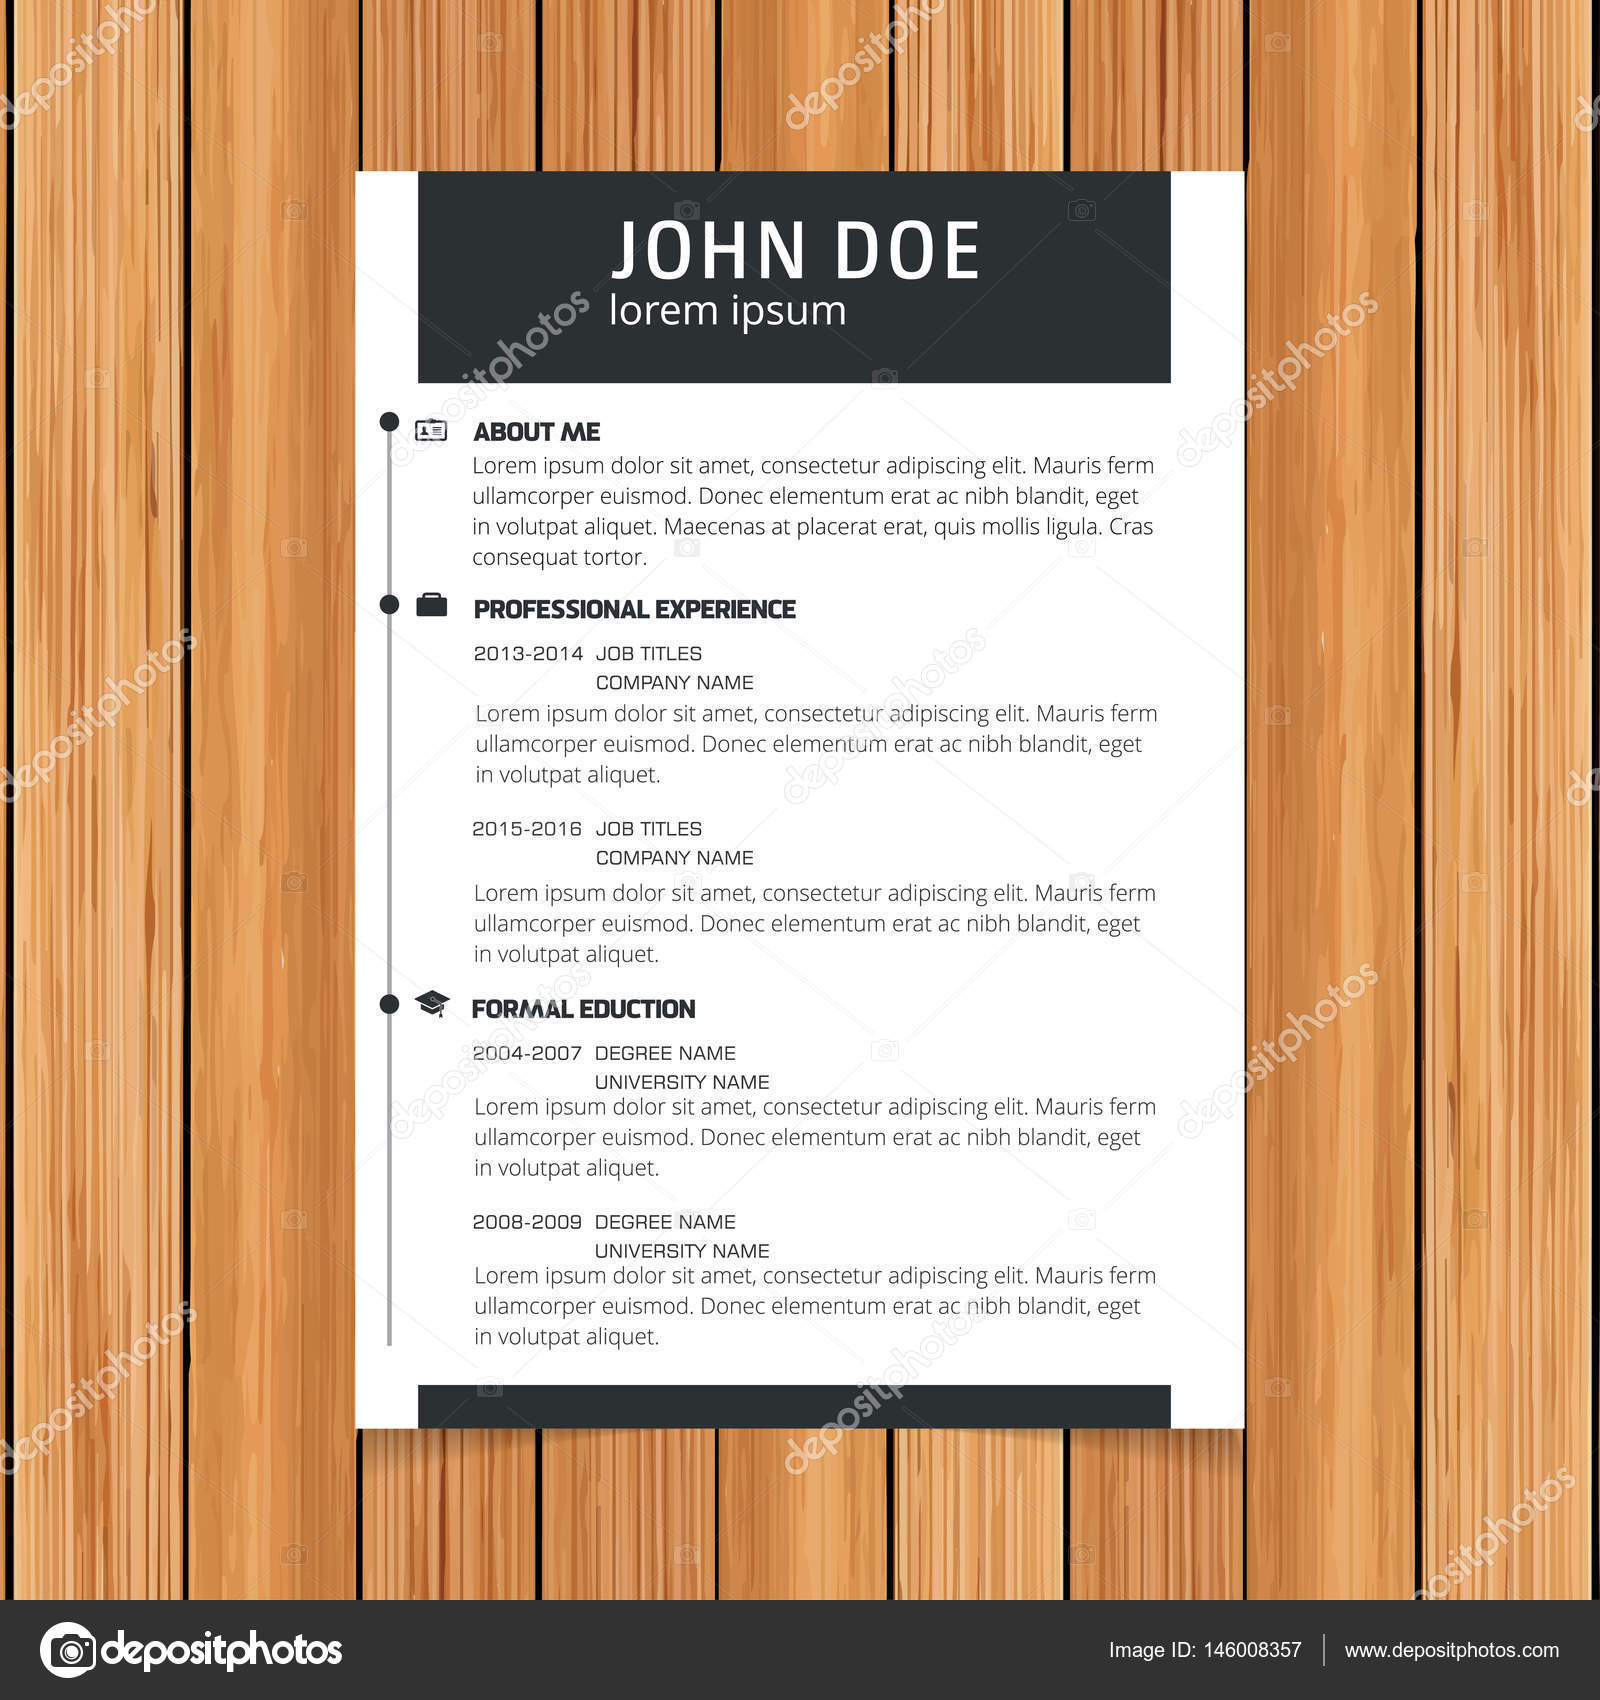 JOHN DOE
lorem ipsum
ABOUT ME
Lorem ipsum dolor sit amet, consectetur adipiscing elit. Mauris ferm
ullamcorper euismod. Donec elementum erat ac nibh blandit, eget
in volutpat aliquet. Maecenas at placerat erat, quis mollis ligula. Cras
consequat tortor.
PROFESSIONAL EXPERIENCE
2013-2014 JOB TITLES
COMPANY NAME
Lorem ipsum dolor sit amet, consectetur adipiscing elit. Mauris ferm
ullamcorper euismod. Donec elementum erat ac nibh blandit, eget
in volutpat aliquet.
2015-2016 JOB TITLES
COMPANY NAME
Lorem ipsum dolor sit amet, consectetur adipiscing elit. Mauris ferm
ullamcorper euismod. Donec elementum erat ac nibh blandit, eget
in volutpat aliquet.
FORMAL EDUCTION
2004-2007 DEGREE NAME
UNIVERSITY NAME
Lorem ipsum dolor sit amet, consectetur adipiscing elit. Mauris ferm
ullamcorper euismod. Donec elementum erat ac nibh blandit, eget
in volutpat aliquet.
2008-2009 DEGREE NAME
UNIVERSITY NAME
Lorem ipsum dolor sit amet, consectetur adipiscing elit. Mauris ferm
ullamcorper euismod. Donec elementum erat ac nibh blandit, eget
in volutpat aliquet.
depositphotos
Image ID: 146008357 www.depositphotos.com